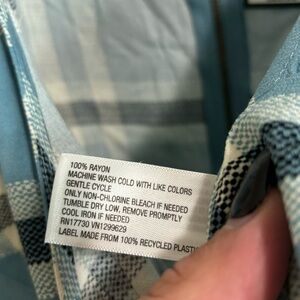 100% RAYON
MACHINE WASH COLD WITH LIKE COLORS
GENTLE CYCLE
ONLY NON-CHLORINE BLEACH IF NEEDED
TUMBLE DRY LOW, REMOVE PROMPTLY
COOL IRON IF NEEDED
RN17730 VN1299629
LABEL MADE FROM 100% RECYCLED PLASTI